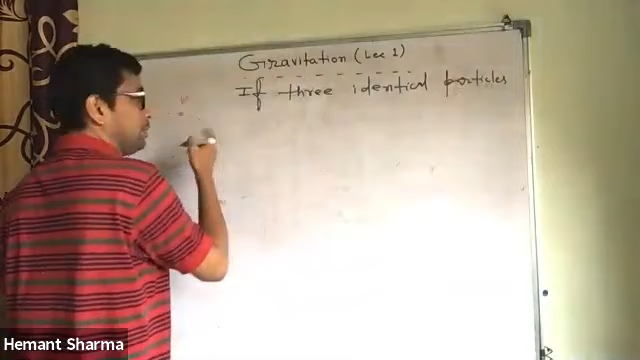 Gravitation (Lec 1)
If three identical particles
Hemant Sharma